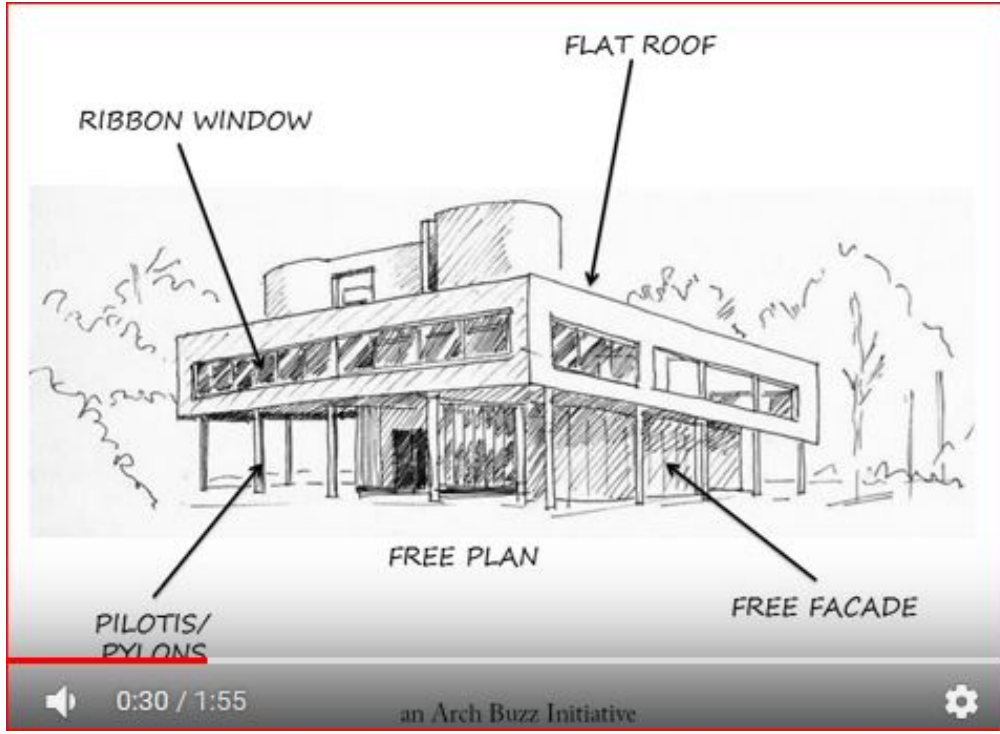 FLAT ROOF
RIBBON WINDOW
FREE PLAN
FREE FACADE
PILOTIS/
PYLONS
0:30 / 1:55
an Arch Buzz Initiative